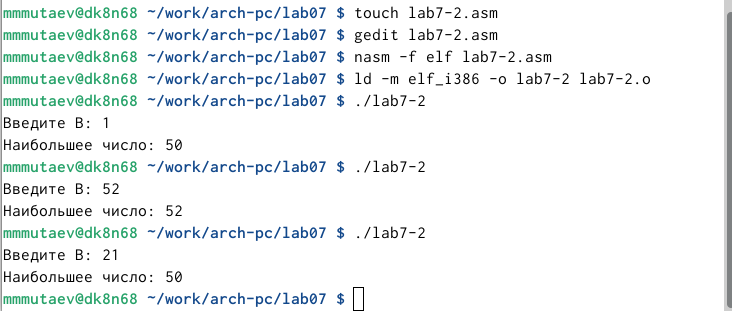 mmmutaev@dk8n68 ~/work/arch-pc/lab07 $ touch lab7-2.asm
mmmutaev@dk8n68 ~/work/arch-pc/lab07 $ gedit lab7-2.asm
mmmutaev@dk8n68 ~/work/arch-pc/lab07 $ nasm -f elf lab7-2.asm
mmmutaev@dk8n68 ~/work/arch-pc/lab07 $ ld -m elf_i386 -o lab7-2 lab7-2.o
mmmutaev@dk8n68 ~/work/arch-pc/lab07 $ ./lab7-2
Введите B: 1
Наибольшее число: 50
mmmutaev@dk8n68 ~/work/arch-pc/lab07 $ ./lab7-2
Введите B: 52
Наибольшее число: 52
mmmutaev@dk8n68 ~/work/arch-pc/lab07 $ ./lab7-2
Введите B: 21
Наибольшее число: 50
mmmutaev@dk8n68 ~/work/arch-pc/lab07 $